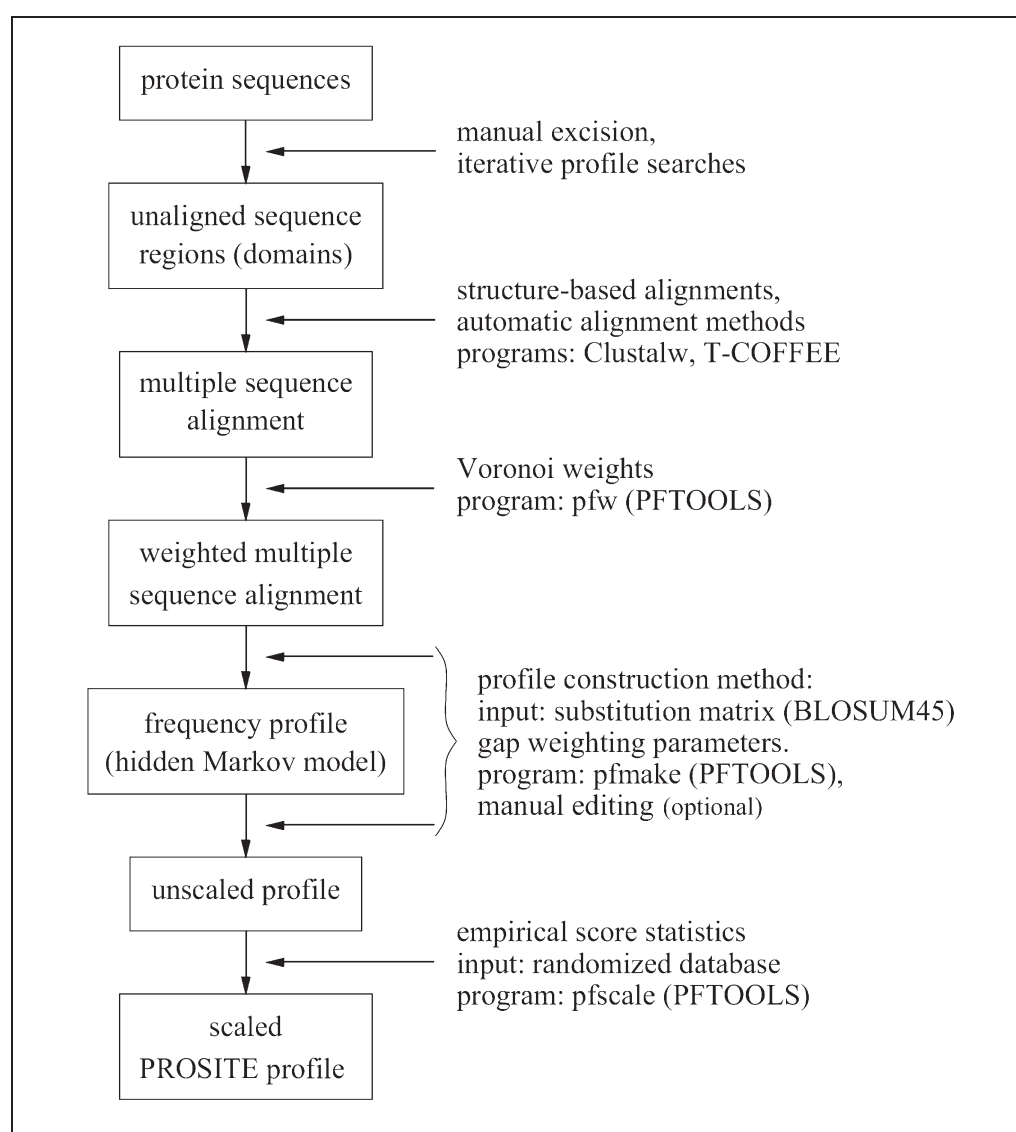 protein sequences
manual excision,
iterative profile searches
unaligned sequence
regions (domains)
structure-based alignments,
automatic alignment methods
programs: Clustalw, T-COFFEE
multiple sequence
alignment
Voronoi weights
program: pfw (PFTOOLS)
weighted multiple
sequence alignment
profile construction method:
input: substitution matrix (BLOSUM45)
gap weighting parameters.
program: pfmake (PFTOOLS),
manual editing (optional)
frequency profile
(hidden Markov model)
unscaled profile
empirical score statistics
input: randomized database
program: pfscale (PFTOOLS)
scaled
PROSITE profile